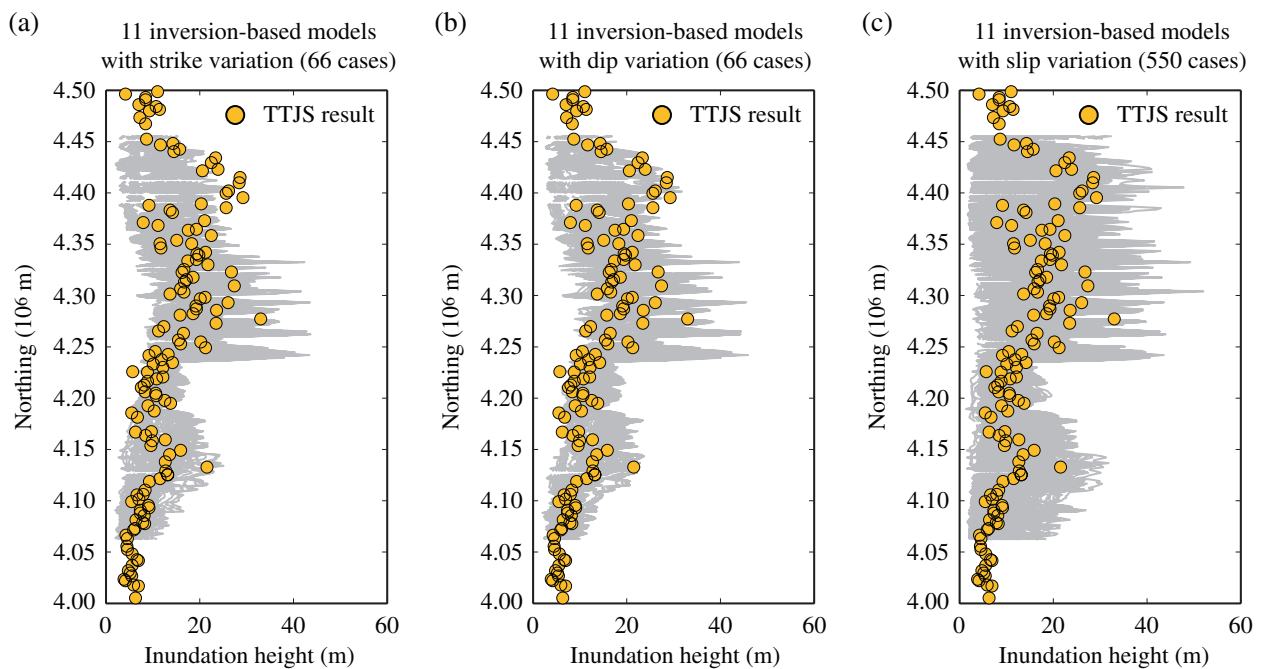 (a)
11 inversion-based models
with strike variation (66 cases)
TTJS result
4.50
4.45
4.40
4.35
4.30
4.25
4.20
4.15
4.10
4.05
4.00
Northing (10⁶ m)
0
20
40
60
Inundation height (m)
(b)
11 inversion-based models
with dip variation (66 cases)
TTJS result
4.50
4.45
4.40
4.35
4.30
4.25
4.20
4.15
4.10
4.05
4.00
Northing (10⁶ m)
0
20
40
60
Inundation height (m)
(c)
11 inversion-based models
with slip variation (550 cases)
TTJS result
4.50
4.45
4.40
4.35
4.30
4.25
4.20
4.15
4.10
4.05
4.00
Northing (10⁶ m)
0
20
40
60
Inundation height (m)